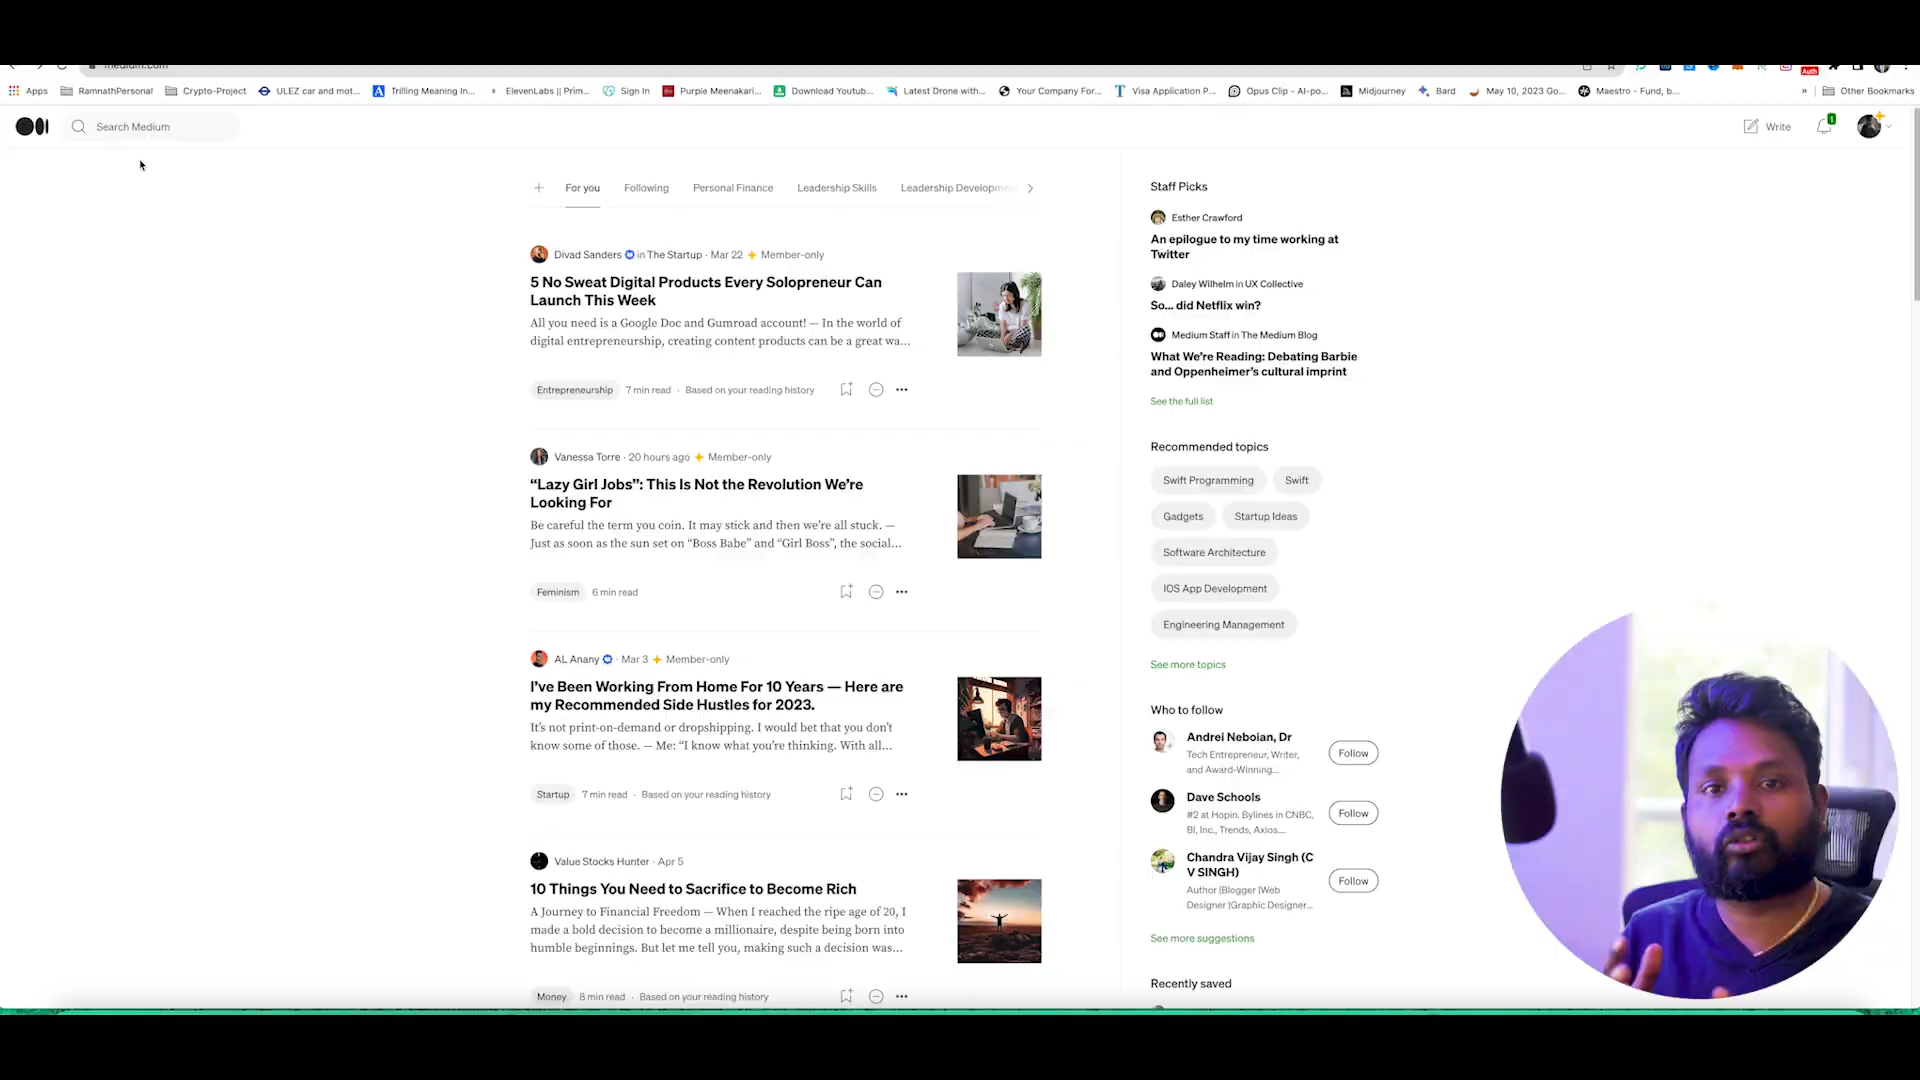 Apps RamnathPersonal Crypto-Project ULEZ car and mot... Trilling Meaning In... ElevenLabs || Prim... Sign In Purple Meenakari... Download Youtub... Latest Drone with... Your Company For... Visa Application P... Opus Clip - AI-po... Midjourney Bard May 10, 2023 Go... Maestro - Fund, b... » Other Bookmarks
Search Medium
Write
1
For you Following Personal Finance Leadership Skills Leadership Developme
Divad Sanders in The Startup · Mar 22 Member-only
5 No Sweat Digital Products Every Solopreneur Can
Launch This Week
All you need is a Google Doc and Gumroad account! — In the world of
digital entrepreneurship, creating content products can be a great wa...
Entrepreneurship 7 min read · Based on your reading history
Vanessa Torre · 20 hours ago Member-only
“Lazy Girl Jobs”: This Is Not the Revolution We’re
Looking For
Be careful the term you coin. It may stick and then we’re all stuck. —
Just as soon as the sun set on “Boss Babe” and “Girl Boss”, the social...
Feminism 6 min read
AL Anany · Mar 3 Member-only
I’ve Been Working From Home For 10 Years — Here are
my Recommended Side Hustles for 2023.
It’s not print-on-demand or dropshipping. I would bet that you don’t
know some of those. — Me: “I know what you’re thinking. With all...
Startup 7 min read · Based on your reading history
Value Stocks Hunter · Apr 5
10 Things You Need to Sacrifice to Become Rich
A Journey to Financial Freedom — When I reached the ripe age of 20, I
made a bold decision to become a millionaire, despite being born into
humble beginnings. But let me tell you, making such a decision was...
Money 8 min read · Based on your reading history
Staff Picks
Esther Crawford
An epilogue to my time working at
Twitter
Daley Wilhelm in UX Collective
So... did Netflix win?
Medium Staff in The Medium Blog
What We’re Reading: Debating Barbie
and Oppenheimer’s cultural imprint
See the full list
Recommended topics
Swift Programming Swift
Gadgets Startup Ideas
Software Architecture
IOS App Development
Engineering Management
See more topics
Who to follow
Andrei Neboian, Dr
Tech Entrepreneur, Writer,
and Award-Winning...
Follow
Dave Schools
#2 at Hopin. Bylines in CNBC,
BI, Inc., Trends, Axios....
Follow
Chandra Vijay Singh (C
V SINGH)
Author |Blogger |Web
Designer |Graphic Designer...
Follow
See more suggestions
Recently saved